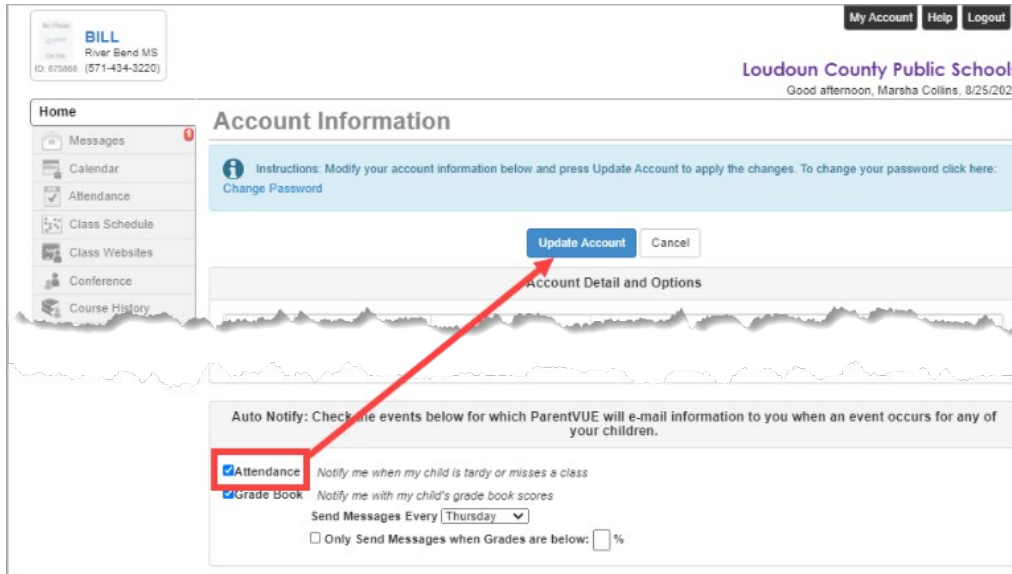 My Account Help Logout
BILL
River Bend MS
(571-434-3220)
Loudoun County Public Schools
Good afternoon, Marsha Collins, 8/25/202
Home
Messages
1
Calendar
Attendance
Class Schedule
Class Websites
Conference
Course History
Account Information
Instructions: Modify your account information below and press Update Account to apply the changes. To change your password click here:
Change Password
Update Account Cancel
Account Detail and Options
Auto Notify: Check the events below for which ParentVUE will e-mail information to you when an event occurs for any of
your children.
Attendance Notify me when my child is tardy or misses a class
Grade Book Notify me with my child's grade book scores
Send Messages Every Thursday
Only Send Messages when Grades are below: %